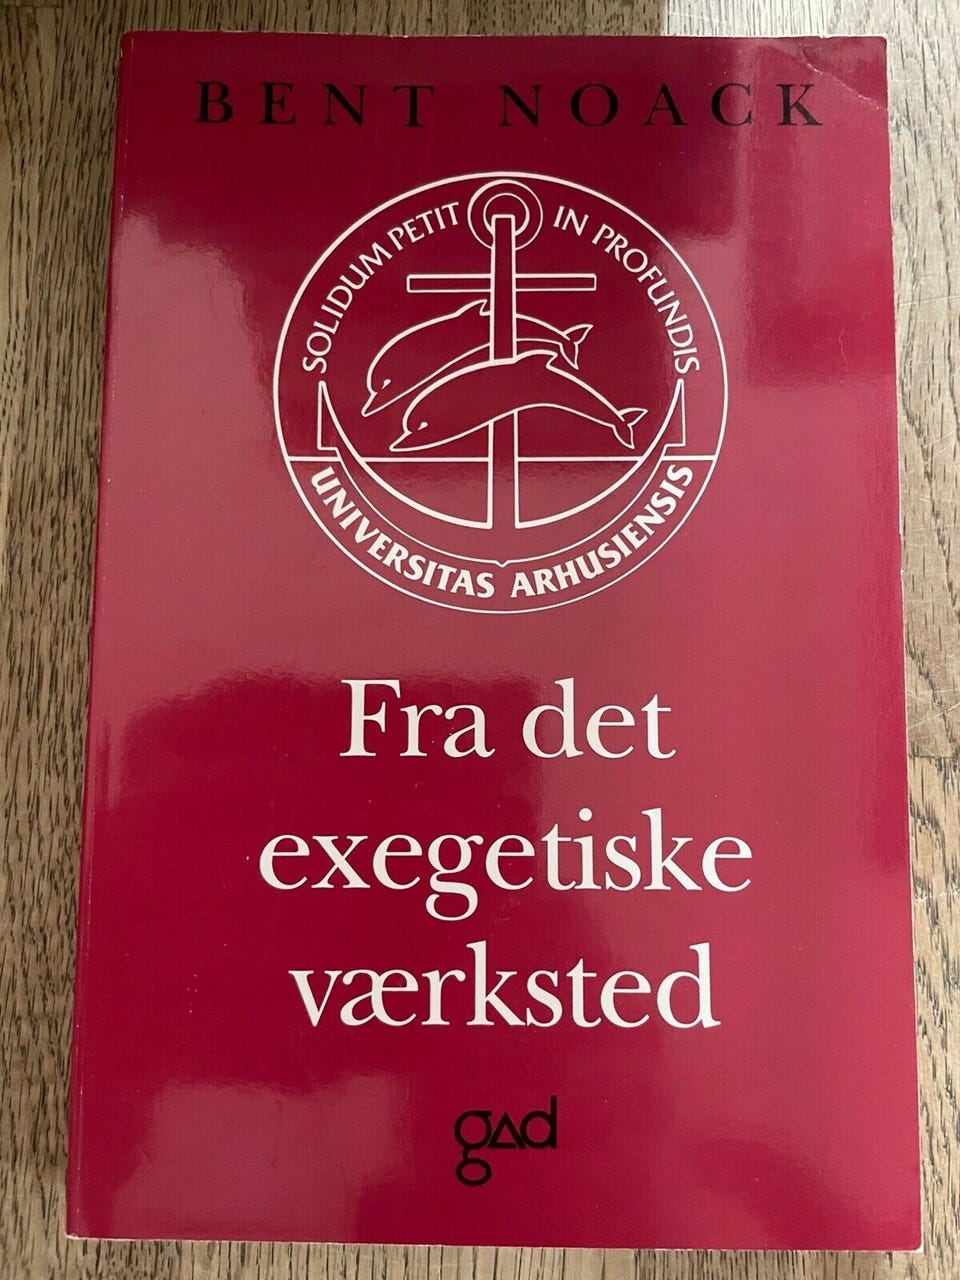 BENT NOACK
SOLIDUM PETIT IN PROFUNDIS
UNIVERSITAS ARHUSIENSIS
Fra det
exegetiske
værksted
gad